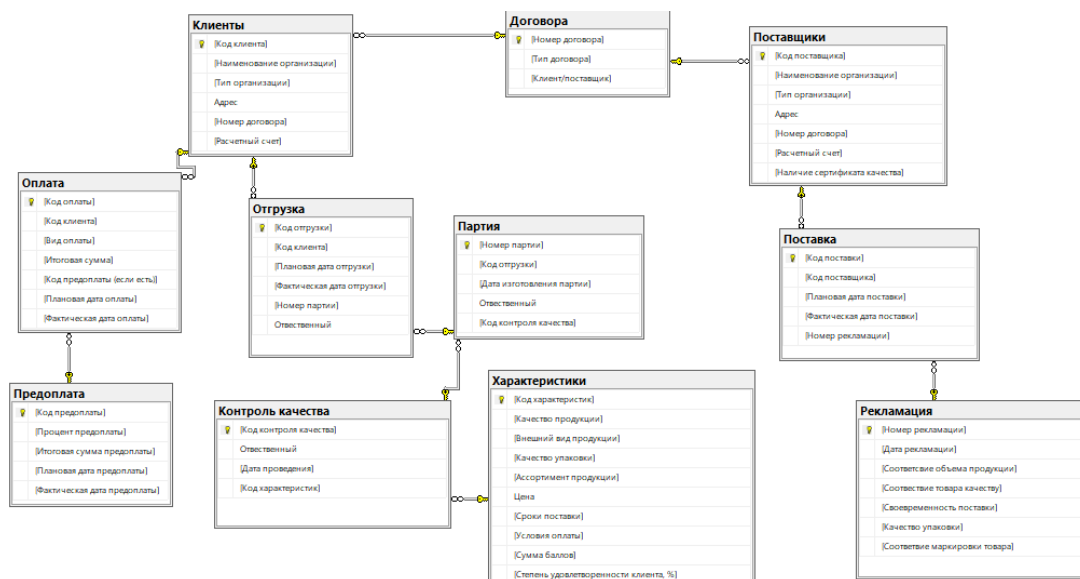 Клиенты
[Код клиента]
[Наименование организации]
[Тип организации]
Адрес
[Номер договора]
[Расчетный счет]
Договора
[Номер договора]
[Тип договора]
[Клиент/поставщик]
Поставщики
[Код поставщика]
[Наименование организации]
[Тип организации]
Адрес
[Номер договора]
[Расчетный счет]
[Наличие сертификата качества]
Оплата
[Код оплаты]
[Код клиента]
[Вид оплаты]
[Итоговая сумма]
[Код предоплаты (если есть)]
[Плановая дата оплаты]
[Фактическая дата оплаты]
Отгрузка
[Код отгрузки]
[Код клиента]
[Плановая дата отгрузки]
[Фактическая дата отгрузки]
[Номер партии]
Отвественный
Партия
[Номер партии]
[Код отгрузки]
[Дата изготовления партии]
Отвественный
[Код контроля качества]
Поставка
[Код поставки]
[Код поставщика]
[Плановая дата поставки]
[Фактическая дата поставки]
[Номер рекламации]
Предоплата
[Код предоплаты]
[Процент предоплаты]
[Итоговая сумма предоплаты]
[Плановая дата предоплаты]
[Фактическая дата предоплаты]
Контроль качества
[Код контроля качества]
Отвественный
[Дата проведения]
[Код характеристик]
Характеристики
[Код характеристик]
[Качество продукции]
[Внешний вид продукции]
[Качество упаковки]
[Ассортимент продукции]
Цена
[Сроки поставки]
[Условия оплаты]
[Сумма баллов]
[Степень удовлетворенности клиента, %]
Рекламация
[Номер рекламации]
[Дата рекламации]
[Соответсвие объема продукции]
[Соотвествие товара качеству]
[Своевременность поставки]
[Качество упаковки]
[Соответвие маркировки товара]